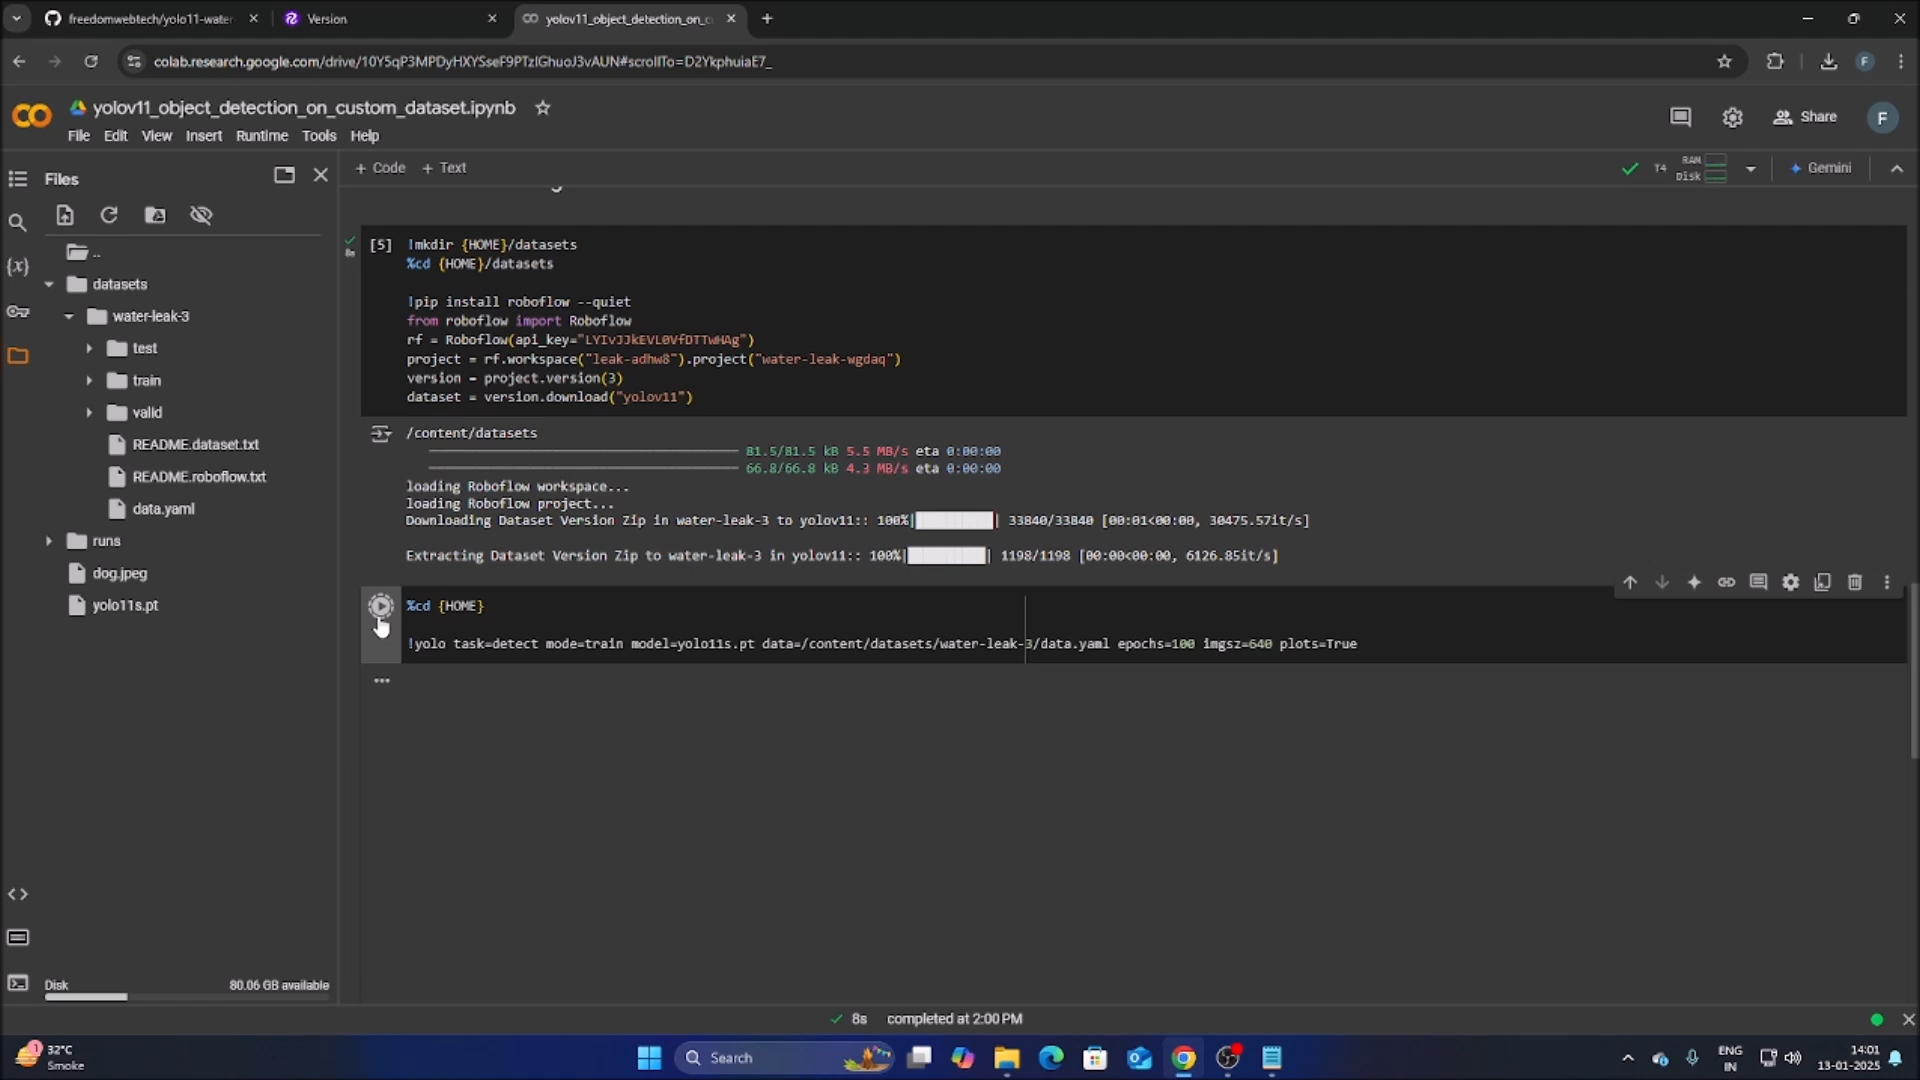 freedomwebtech/yolo11-water-
Version
yolov11_object_detection_on_c
colab.research.google.com/drive/10Y5qP3MPDyHXYSseF9PTzlGhuoJ3vAUN#scrollTo=D2YkphuiaE7_
F
yolov11_object_detection_on_custom_dataset.ipynb
File Edit View Insert Runtime Tools Help
Share
F
Files
+ Code + Text
T4 RAM
Disk
Gemini
..
datasets
water-leak-3
test
train
valid
README.dataset.txt
README.roboflow.txt
data.yaml
runs
dog.jpeg
yolo11s.pt
{x}
<>
Disk 80.06 GB available
[5] !mkdir {HOME}/datasets
8s
%cd {HOME}/datasets
!pip install roboflow --quiet
from roboflow import Roboflow
rf = Roboflow(api_key="LYIvJJkEVL0VfDTTwHAg")
project = rf.workspace("leak-adhw8").project("water-leak-wgdaq")
version = project.version(3)
dataset = version.download("yolov11")
/content/datasets
81.5/81.5 kB 5.5 MB/s eta 0:00:00
66.8/66.8 kB 4.3 MB/s eta 0:00:00
loading Roboflow workspace...
loading Roboflow project...
Downloading Dataset Version Zip in water-leak-3 to yolov11:: 100%|██████████| 33840/33840 [00:01<00:00, 30475.57it/s]
Extracting Dataset Version Zip to water-leak-3 in yolov11:: 100%|██████████| 1198/1198 [00:00<00:00, 6126.85it/s]
%cd {HOME}
!yolo task=detect mode=train model=yolo11s.pt data=/content/datasets/water-leak-3/data.yaml epochs=100 imgsz=640 plots=True
8s completed at 2:00 PM
1
32°C
Smoke
Search
ENG
IN
14:01
13-01-2025